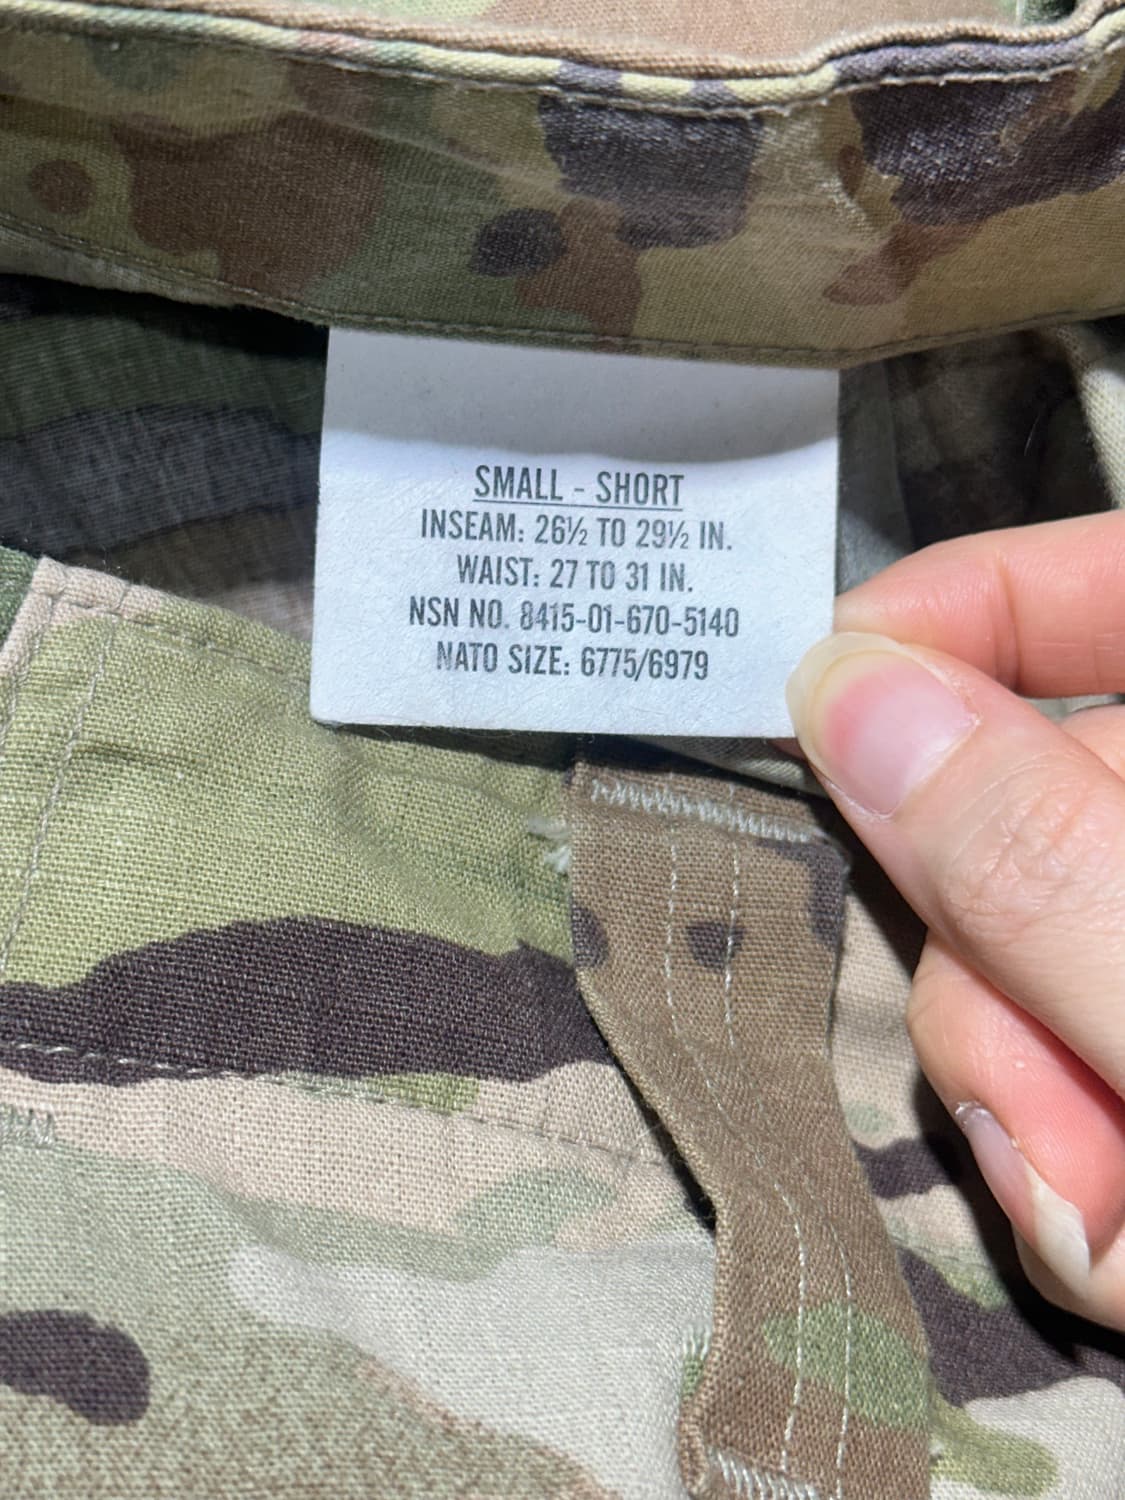 SMALL - SHORT
INSEAM: 26½ TO 29½ IN.
WAIST: 27 TO 31 IN.
NSN NO. 8415-01-670-5140
NATO SIZE: 6775/6979